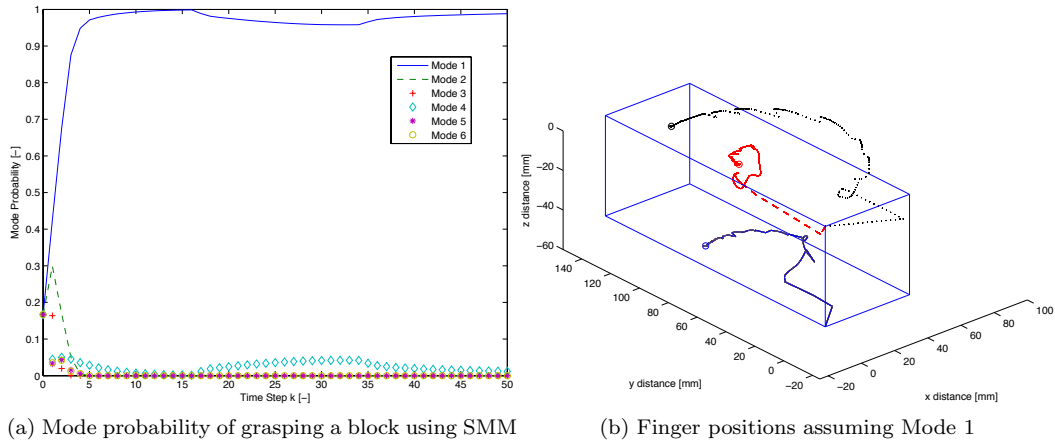 1
0.9
0.8
0.7
0.6
0.5
0.4
0.3
0.2
0.1
0
Mode Probability [–]
0 5 10 15 20 25 30 35 40 45 50
Time Step k [–]
Mode 1
Mode 2
Mode 3
Mode 4
Mode 5
Mode 6
(a) Mode probability of grasping a block using SMM
0
−20
−40
−60
z distance [mm]
140
120
100
80
60
40
20
0
−20
y distance [mm]
−20
0
20
40
60
80
100
x distance [mm]
(b) Finger positions assuming Mode 1